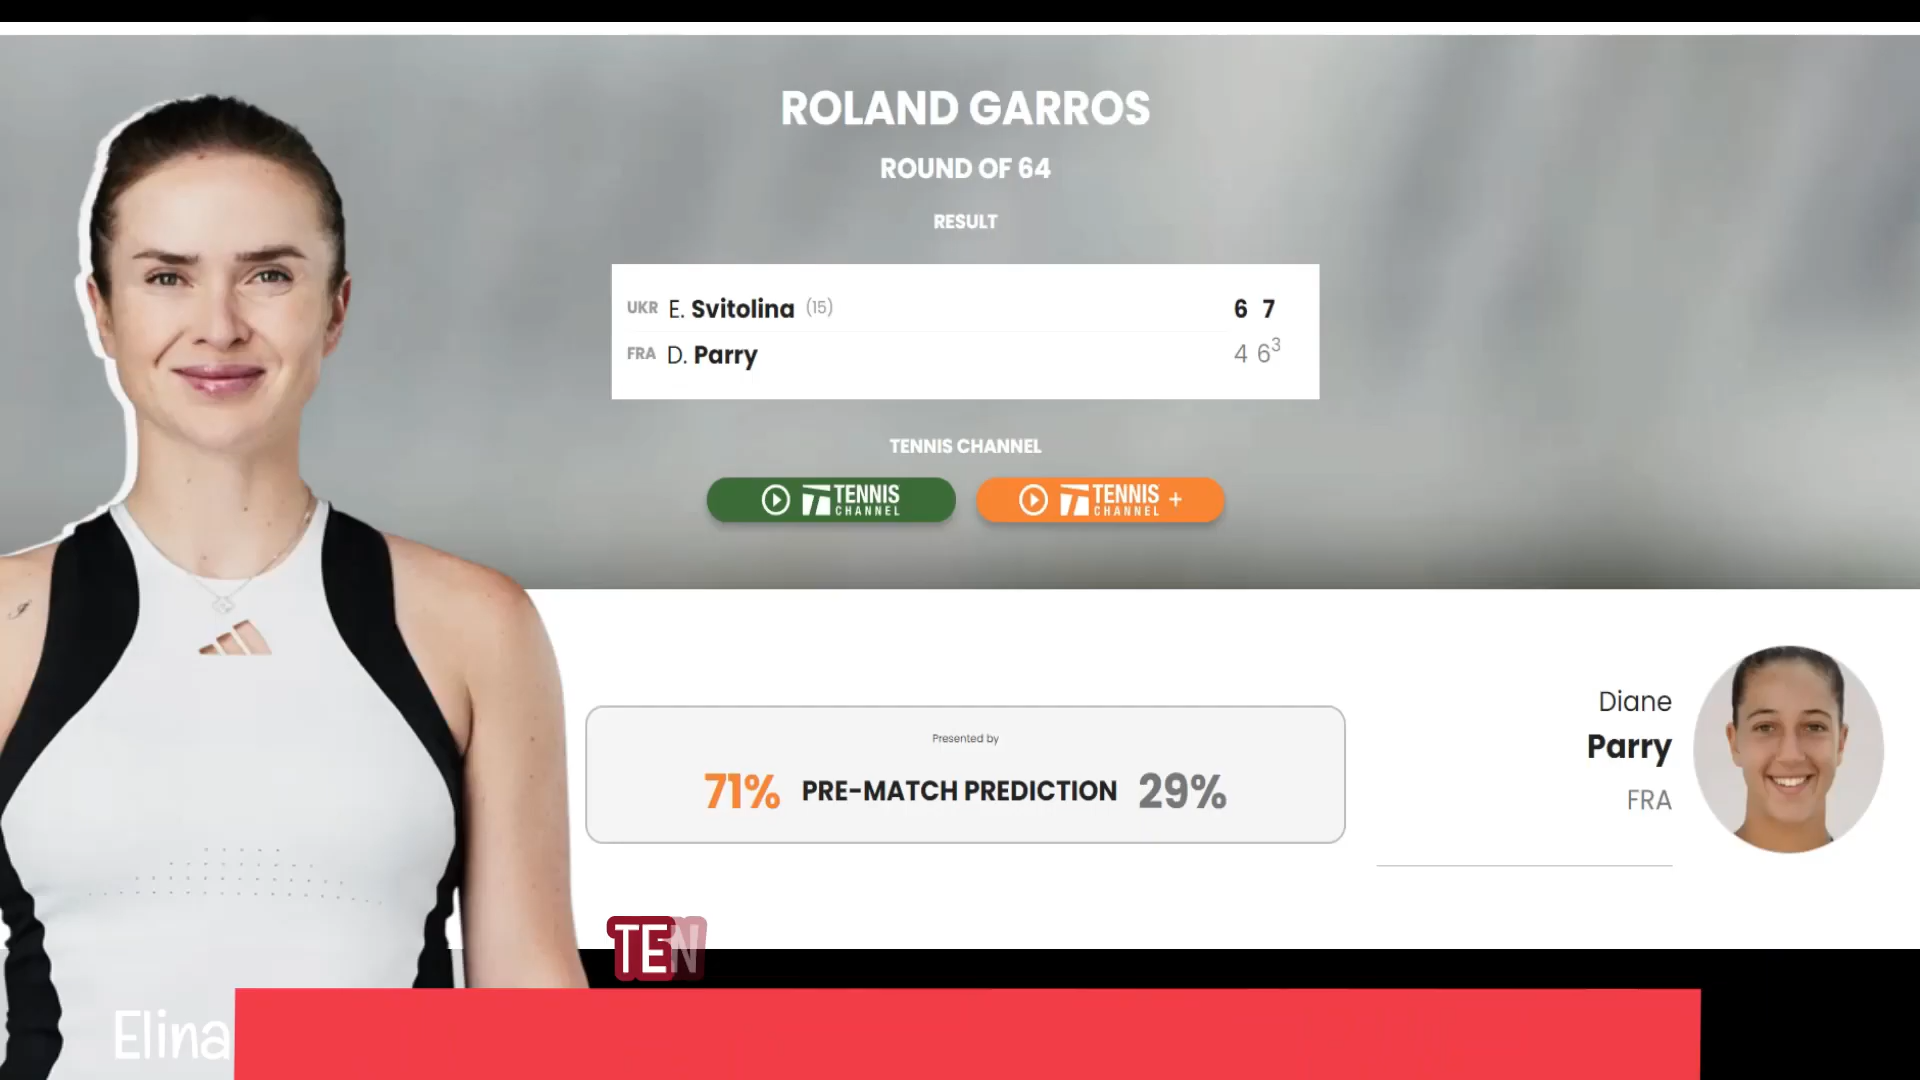 ROLAND GARROS
ROUND OF 64
RESULT
UKR E. Svitolina (15) 6 7
FRA D. Parry 4 6³
TENNIS CHANNEL
TENNIS CHANNEL
TENNIS CHANNEL +
Presented by
71% PRE-MATCH PREDICTION 29%
Diane
Parry
FRA
TEN
Elina